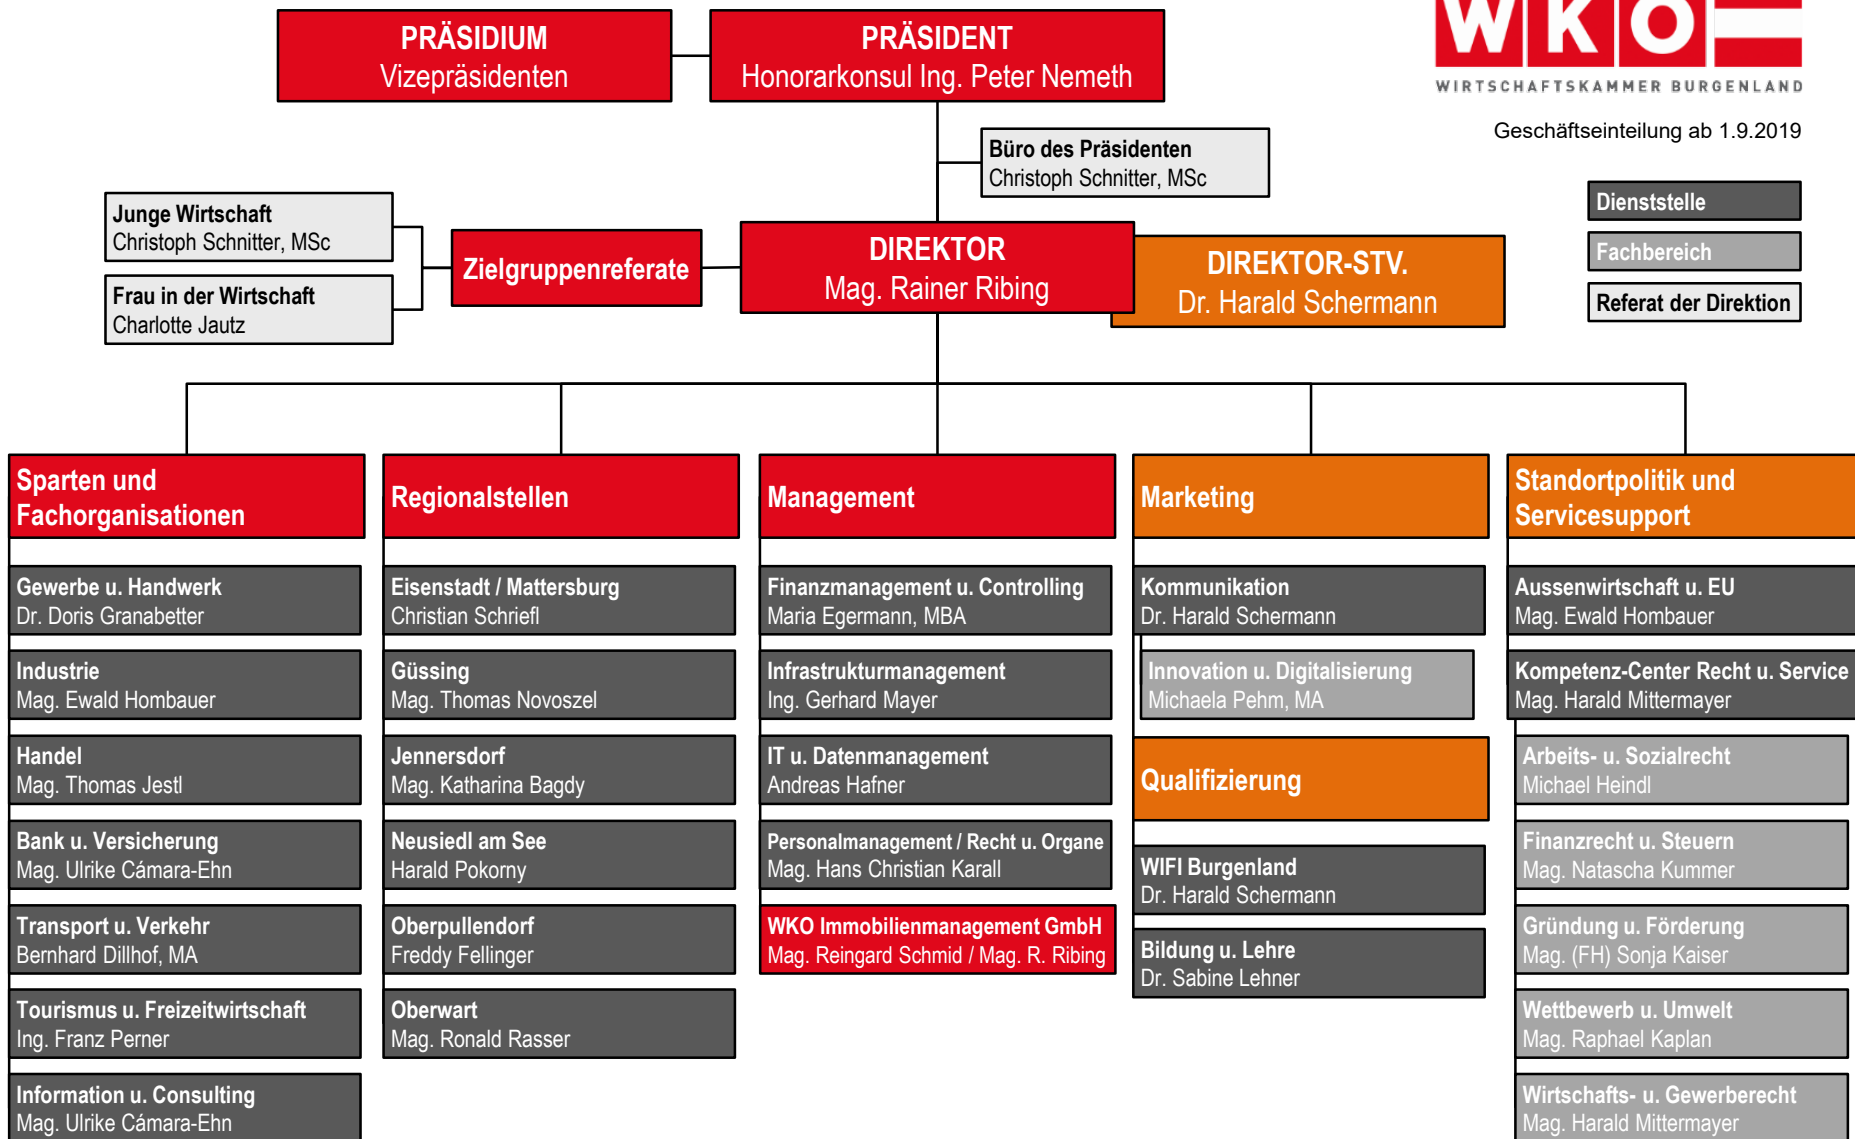 PRÄSIDIUM
Vizepräsidenten
PRÄSIDENT
Honorarkonsul Ing. Peter Nemeth
WKO
WIRTSCHAFTSKAMMER BURGENLAND
Geschäftseinteilung ab 1.9.2019
Büro des Präsidenten
Christoph Schnitter, MSc
Dienststelle
Fachbereich
Referat der Direktion
Junge Wirtschaft
Christoph Schnitter, MSc
Frau in der Wirtschaft
Charlotte Jautz
Zielgruppenreferate
DIREKTOR
Mag. Rainer Ribing
DIREKTOR-STV.
Dr. Harald Schermann
Sparten und
Fachorganisationen
Gewerbe u. Handwerk
Dr. Doris Granabetter
Industrie
Mag. Ewald Hombauer
Handel
Mag. Thomas Jestl
Bank u. Versicherung
Mag. Ulrike Cámara-Ehn
Transport u. Verkehr
Bernhard Dillhof, MA
Tourismus u. Freizeitwirtschaft
Ing. Franz Perner
Information u. Consulting
Mag. Ulrike Cámara-Ehn
Regionalstellen
Eisenstadt / Mattersburg
Christian Schriefl
Güssing
Mag. Thomas Novoszel
Jennersdorf
Mag. Katharina Bagdy
Neusiedl am See
Harald Pokorny
Oberpullendorf
Freddy Fellinger
Oberwart
Mag. Ronald Rasser
Management
Finanzmanagement u. Controlling
Maria Egermann, MBA
Infrastrukturmanagement
Ing. Gerhard Mayer
IT u. Datenmanagement
Andreas Hafner
Personalmanagement / Recht u. Organe
Mag. Hans Christian Karall
WKO Immobilienmanagement GmbH
Mag. Reingard Schmid / Mag. R. Ribing
Marketing
Kommunikation
Dr. Harald Schermann
Innovation u. Digitalisierung
Michaela Pehm, MA
Qualifizierung
WIFI Burgenland
Dr. Harald Schermann
Bildung u. Lehre
Dr. Sabine Lehner
Standortpolitik und
Servicesupport
Aussenwirtschaft u. EU
Mag. Ewald Hombauer
Kompetenz-Center Recht u. Service
Mag. Harald Mittermayer
Arbeits- u. Sozialrecht
Michael Heindl
Finanzrecht u. Steuern
Mag. Natascha Kummer
Gründung u. Förderung
Mag. (FH) Sonja Kaiser
Wettbewerb u. Umwelt
Mag. Raphael Kaplan
Wirtschafts- u. Gewerberecht
Mag. Harald Mittermayer